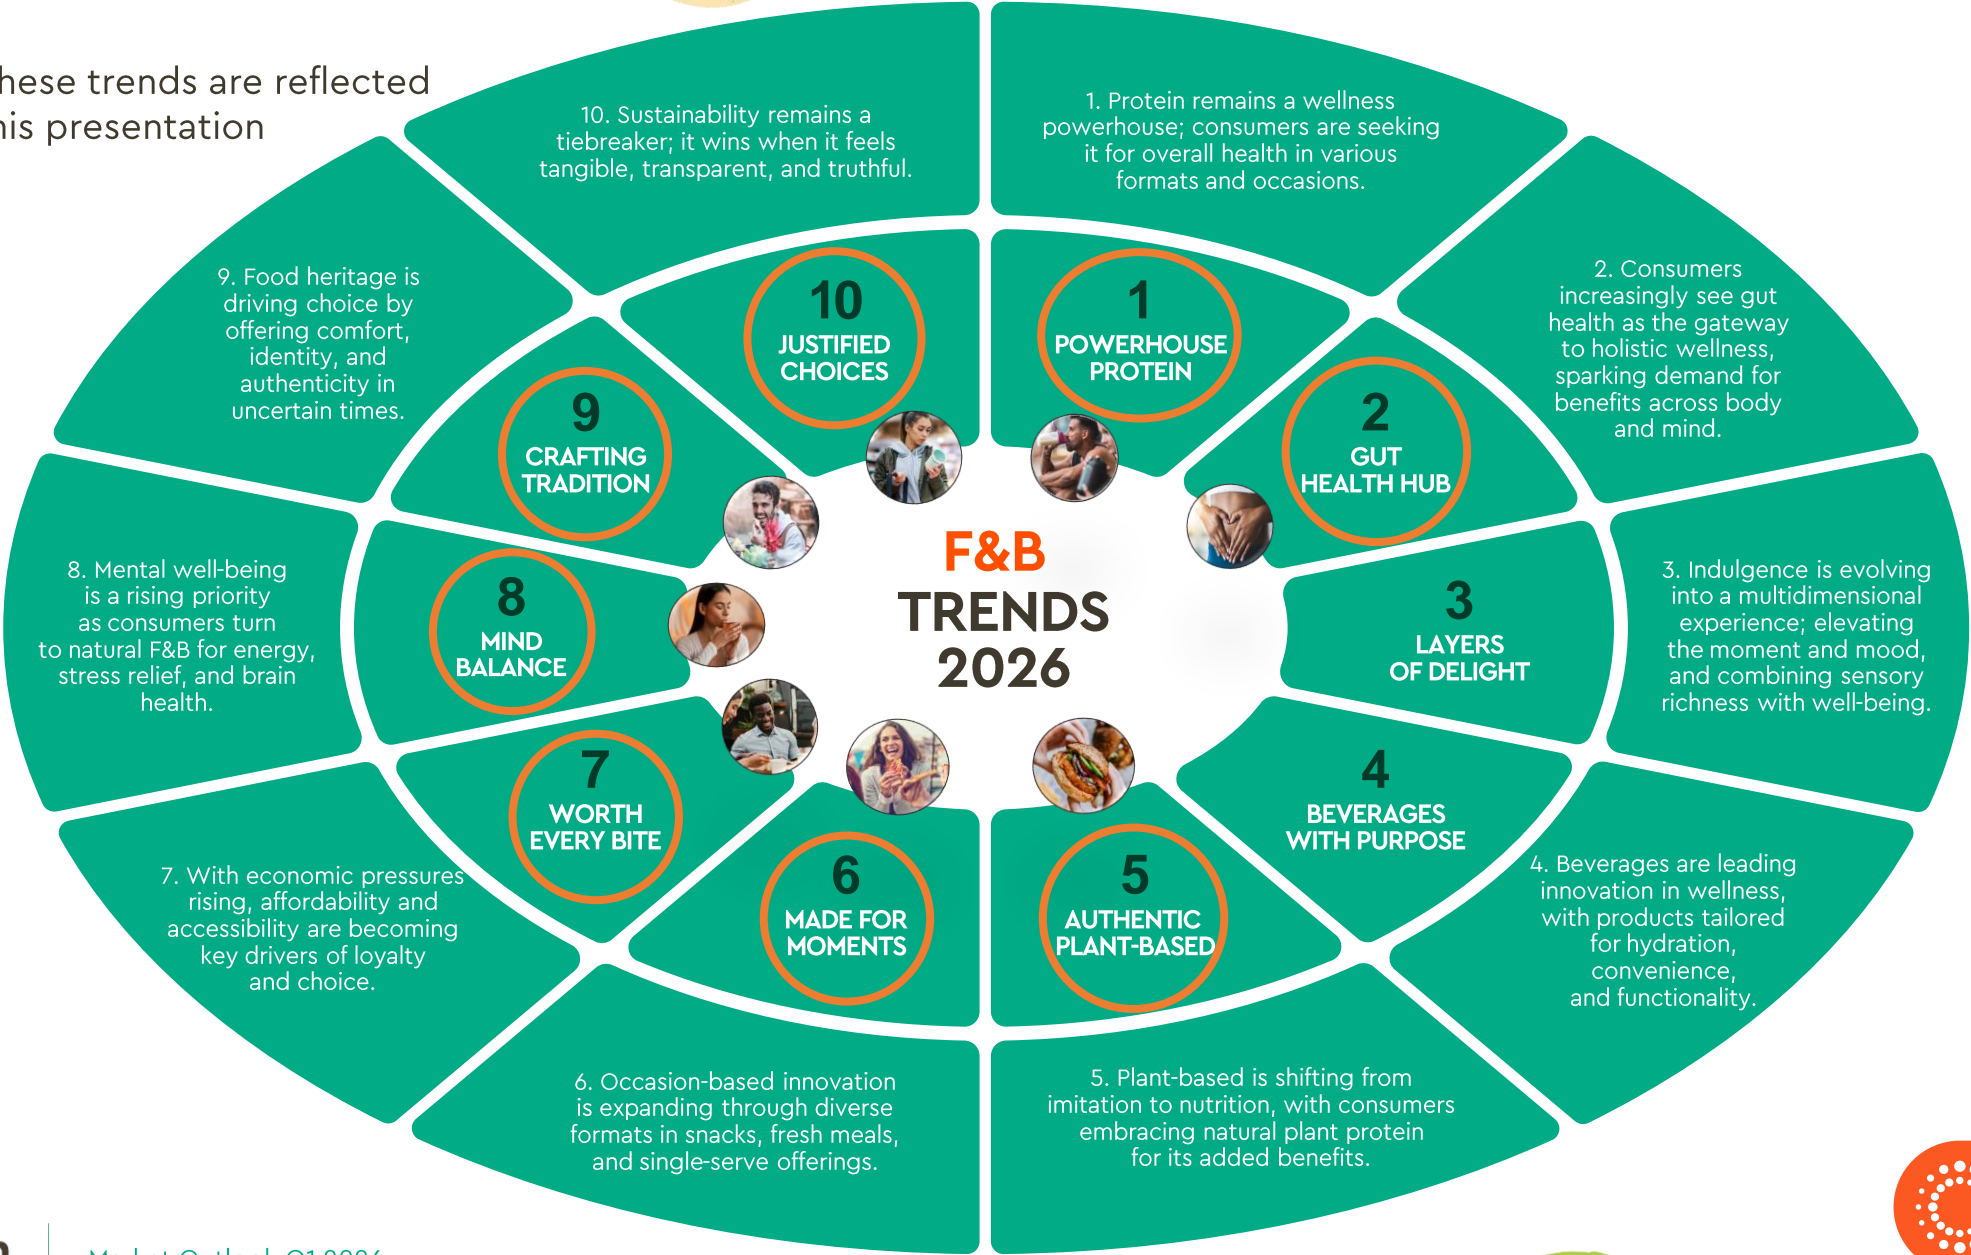 hese trends are reflected
his presentation
10. Sustainability remains a
tiebreaker; it wins when it feels
tangible, transparent, and truthful.
1. Protein remains a wellness
powerhouse; consumers are seeking
it for overall health in various
formats and occasions.
9. Food heritage is
driving choice by
offering comfort,
identity, and
authenticity in
uncertain times.
2. Consumers
increasingly see gut
health as the gateway
to holistic wellness,
sparking demand for
benefits across body
and mind.
10
JUSTIFIED
CHOICES
1
POWERHOUSE
PROTEIN
9
CRAFTING
TRADITION
2
GUT
HEALTH HUB
F&B
TRENDS
2026
8. Mental well-being
is a rising priority
as consumers turn
to natural F&B for energy,
stress relief, and brain
health.
8
MIND
BALANCE
3
LAYERS
OF DELIGHT
3. Indulgence is evolving
into a multidimensional
experience; elevating
the moment and mood,
and combining sensory
richness with well-being.
7
WORTH
EVERY BITE
4
BEVERAGES
WITH PURPOSE
7. With economic pressures
rising, affordability and
accessibility are becoming
key drivers of loyalty
and choice.
6
MADE FOR
MOMENTS
5
AUTHENTIC
PLANT-BASED
4. Beverages are leading
innovation in wellness,
with products tailored
for hydration,
convenience,
and functionality.
6. Occasion-based innovation
is expanding through diverse
formats in snacks, fresh meals,
and single-serve offerings.
5. Plant-based is shifting from
imitation to nutrition, with consumers
embracing natural plant protein
for its added benefits.
Market Outlook Q1 2026